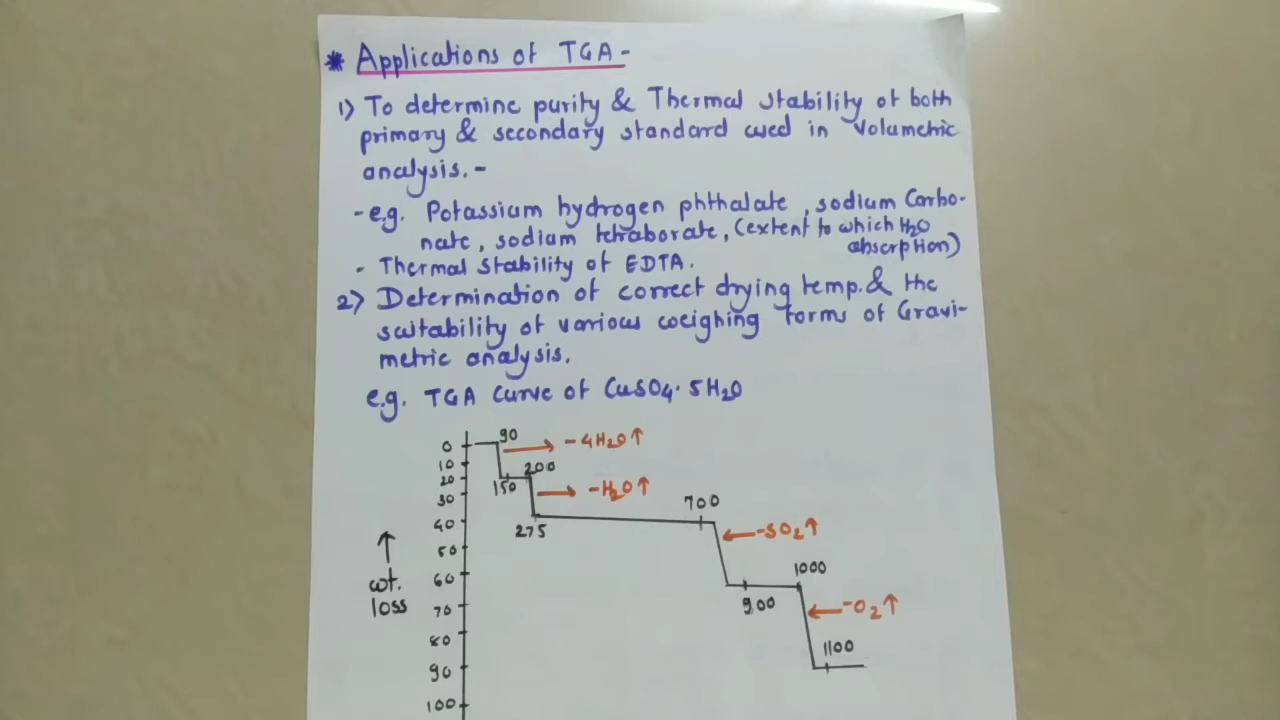 * Applications of TGA -
1) To determine purity & Thermal stability of both
primary & secondary standard used in volumetric
analysis. -
- e.g. Potassium hydrogen phthalate, sodium Carbo-
nate, sodium tetraborate, (extent to which H₂O
absorption)
- Thermal stability of EDTA.
2) Determination of correct drying temp. & the
suitability of various weighing forms of Gravi-
metric analysis.
e.g. TGA curve of CuSO4·5H2O
0
10
20
30
40
50
60
70
80
90
100
↑
wt.
loss
90
→ -4H2O↑
150
200
→ -H2O↑
275
700
← -SO2↑
900
1000
← -O2↑
1100